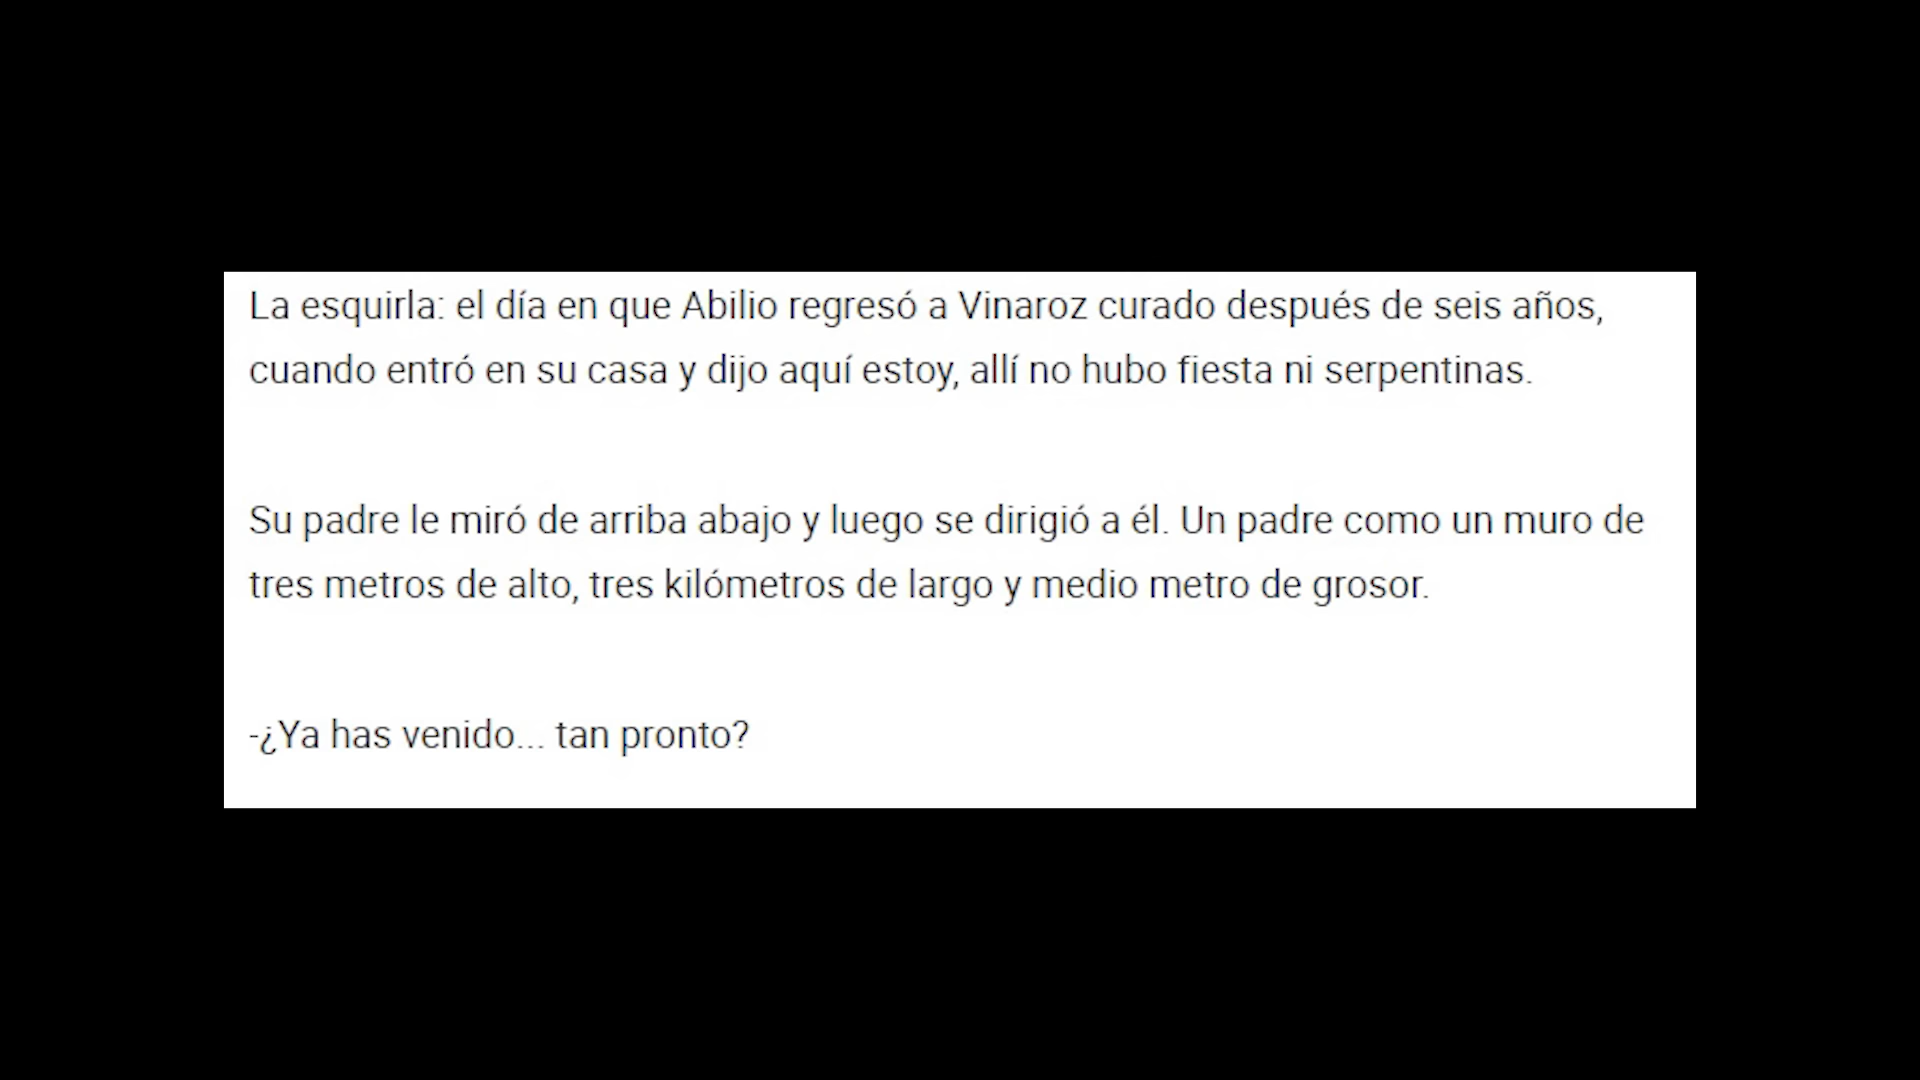 La esquirla: el día en que Abilio regresó a Vinaroz curado después de seis años,
cuando entró en su casa y dijo aquí estoy, allí no hubo fiesta ni serpentinas.
Su padre le miró de arriba abajo y luego se dirigió a él. Un padre como un muro de
tres metros de alto, tres kilómetros de largo y medio metro de grosor.
-¿Ya has venido... tan pronto?